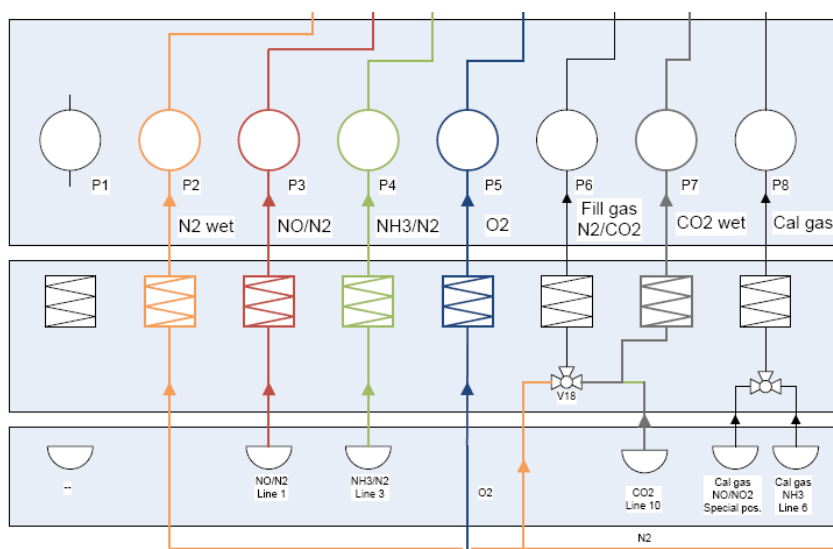 P1
P2
P3
P4
P5
P6
P7
P8
N2 wet
NO/N2
NH3/N2
O2
Fill gas
N2/CO2
CO2 wet
Cal gas
V18
--
NO/N2
Line 1
NH3/N2
Line 3
O2
CO2
Line 10
Cal gas
NO/NO2
Special pos.
Cal gas
NH3
Line 6
N2